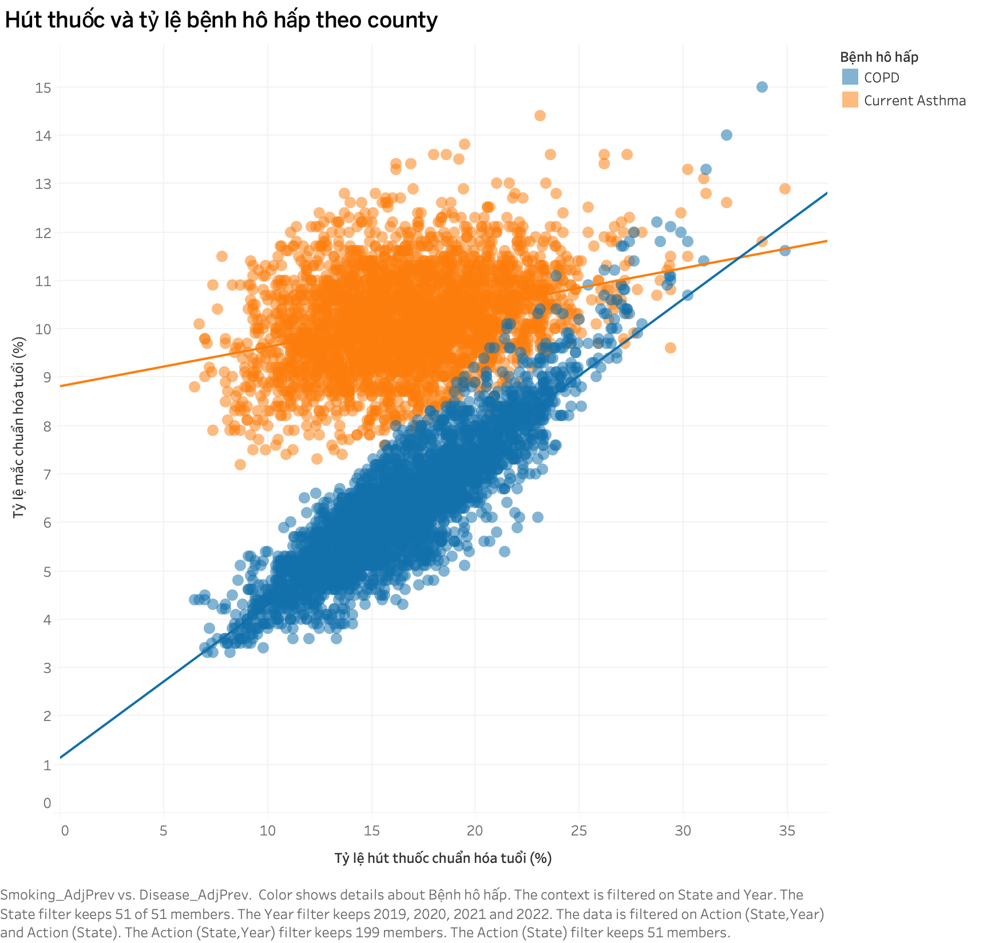 Hút thuốc và tỷ lệ bệnh hô hấp theo county
Bệnh hô hấp
COPD
Current Asthma
Tỷ lệ mắc chuẩn hóa tuổi (%)
15
14
13
12
11
10
9
8
7
6
5
4
3
2
1
0
0 5 10 15 20 25 30 35
Tỷ lệ hút thuốc chuẩn hóa tuổi (%)
Smoking_AdjPrev vs. Disease_AdjPrev.  Color shows details about Bệnh hô hấp. The context is filtered on State and Year. The
State filter keeps 51 of 51 members. The Year filter keeps 2019, 2020, 2021 and 2022. The data is filtered on Action (State,Year)
and Action (State). The Action (State,Year) filter keeps 199 members. The Action (State) filter keeps 51 members.